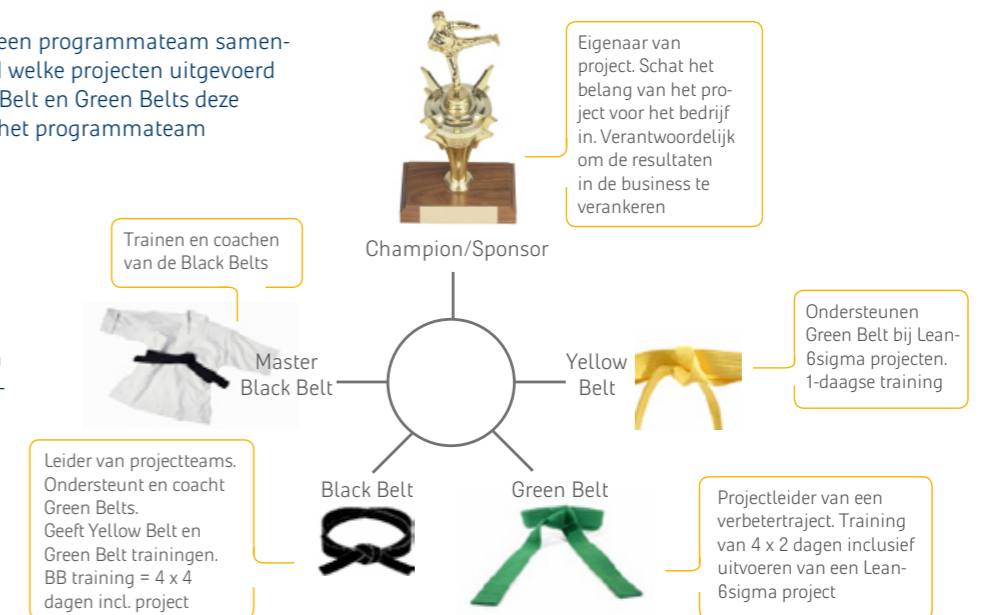 een programmateam samen-
welke projecten uitgevoerd
Belt en Green Belts deze
het programmateam
Eigenaar van
project. Schat het
belang van het pro-
ject voor het bedrijf
in. Verantwoordelijk
om de resultaten
in de business te
verankeren
Champion/Sponsor
Trainen en coachen
van de Black Belts
Master
Black Belt
Yellow
Belt
Ondersteunen
Green Belt bij Lean-
6sigma projecten.
1-daagse training
Leider van projectteams.
Ondersteunt en coacht
Green Belts.
Geeft Yellow Belt en
Green Belt trainingen.
BB training = 4 x 4
dagen incl. project
Black Belt
Green Belt
Projectleider van een
verbetertraject. Training
van 4 x 2 dagen inclusief
uitvoeren van een Lean-
6sigma project